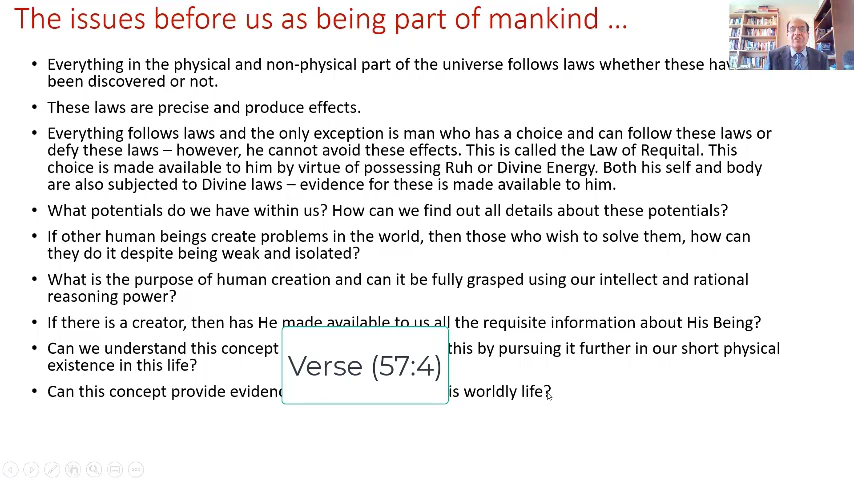 The issues before us as being part of mankind ...
• Everything in the physical and non-physical part of the universe follows laws whether these hav
been discovered or not.
• These laws are precise and produce effects.
• Everything follows laws and the only exception is man who has a choice and can follow these laws or
defy these laws – however, he cannot avoid these effects. This is called the Law of Requital. This
choice is made available to him by virtue of possessing Ruh or Divine Energy. Both his self and body
are also subjected to Divine laws – evidence for these is made available to him.
• What potentials do we have within us? How can we find out all details about these potentials?
• If other human beings create problems in the world, then those who wish to solve them, how can
they do it despite being weak and isolated?
• What is the purpose of human creation and can it be fully grasped using our intellect and rational
reasoning power?
• If there is a creator, then has He made available to us all the requisite information about His Being?
• Can we understand this concept this by pursuing it further in our short physical
existence in this life?
Verse (57:4)
• Can this concept provide evidenc is worldly life?